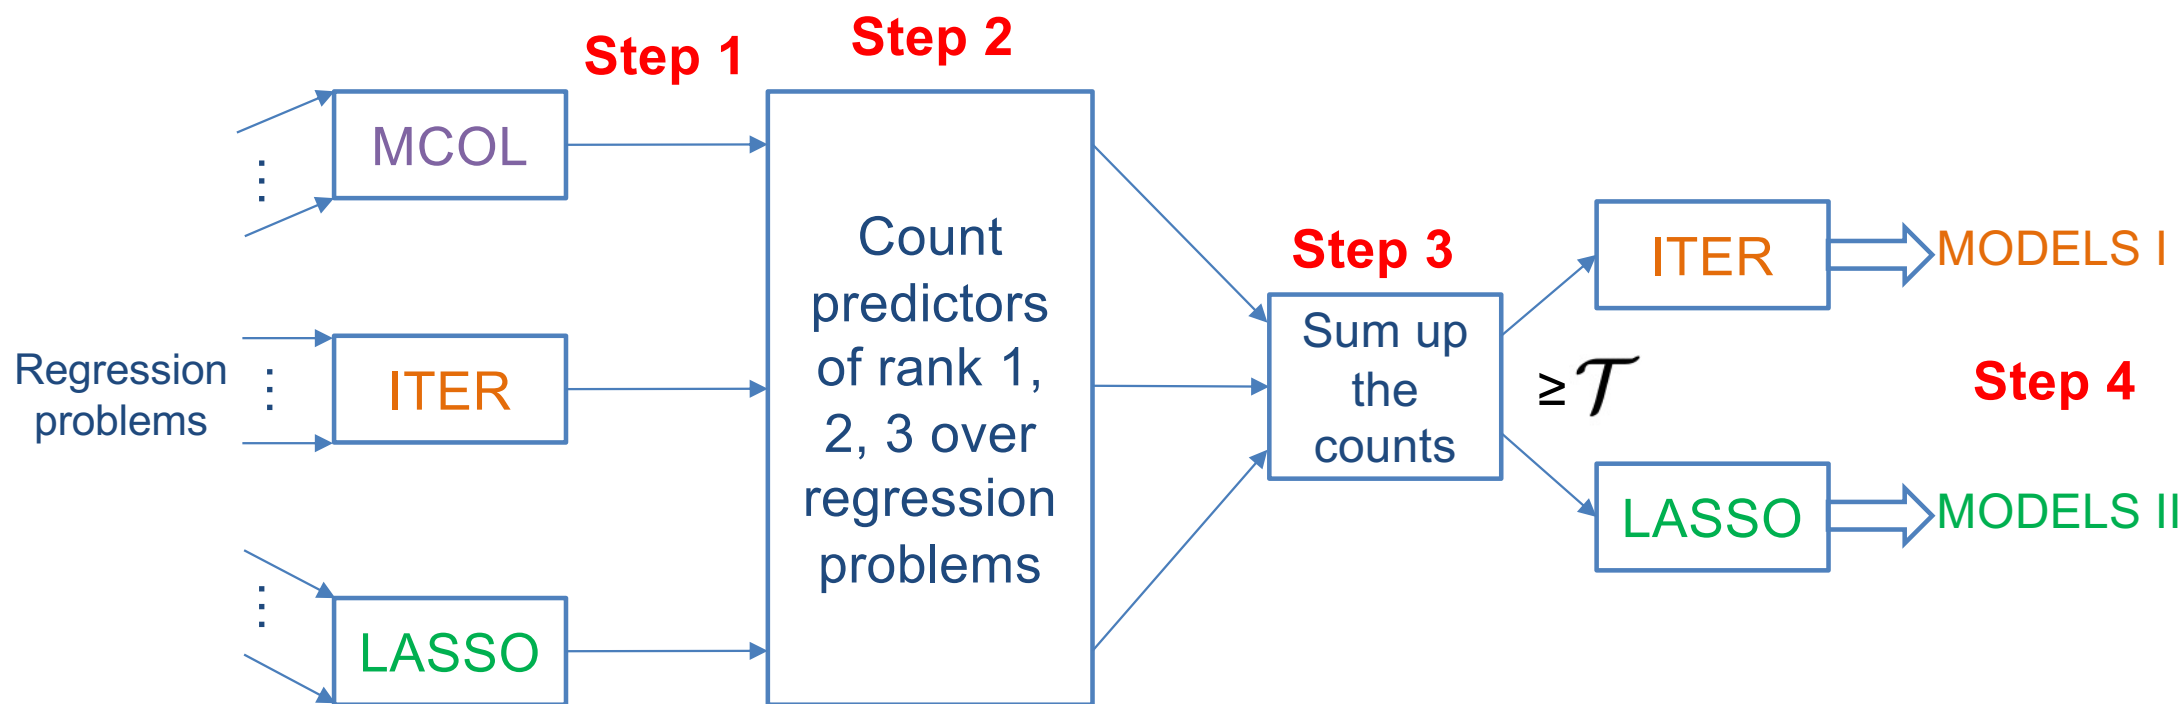 Step 1
Step 2
MCOL
Regression
problems
ITER
LASSO
Count
predictors
of rank 1,
2, 3 over
regression
problems
Step 3
Sum up
the
counts
≥ 𝒯
ITER
MODELS I
Step 4
LASSO
MODELS II